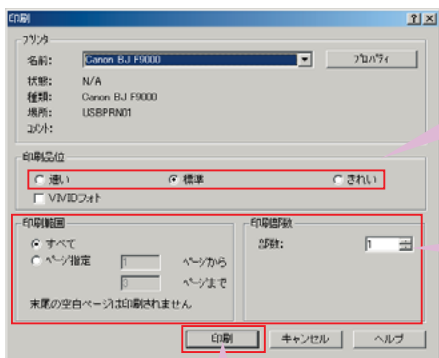 印刷
プリンタ
名前: Canon BJ F9000 プロパティ
状態: N/A
種類: Canon BJ F9000
場所: USBPRN01
コメント:
印刷品位
速い 標準 きれい
VIVIDフォト
印刷範囲
すべて
ページ指定 1 ページから
0 ページまで
末尾の空白ページは印刷されません
印刷部数
部数: 1
印刷 キャンセル ヘルプ